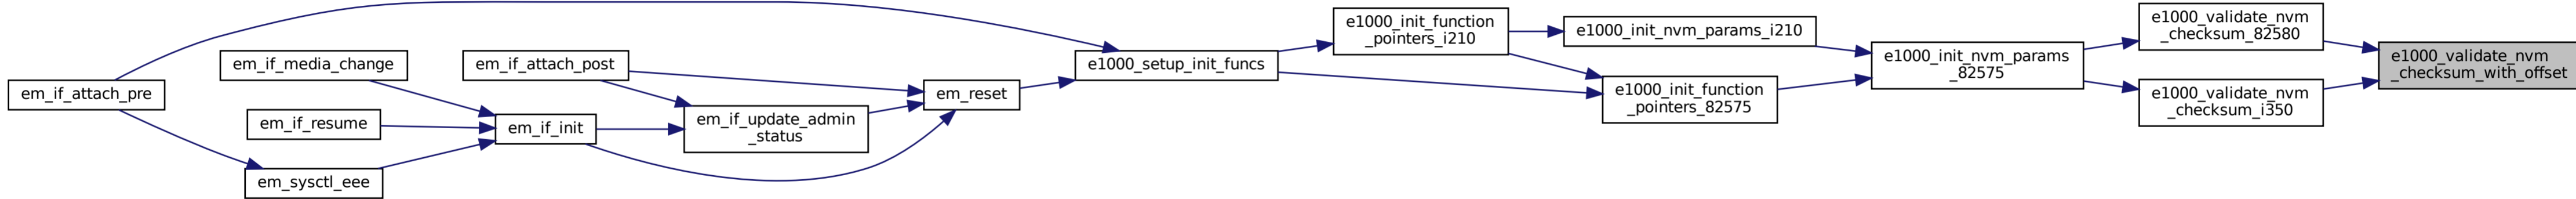 em_if_attach_pre
em_if_media_change
em_if_resume
em_sysctl_eee
em_if_attach_post
em_if_init
em_if_update_admin
_status
em_reset
e1000_setup_init_funcs
e1000_init_function
_pointers_i210
e1000_init_nvm_params_i210
e1000_init_function
_pointers_82575
e1000_init_nvm_params
_82575
e1000_validate_nvm
_checksum_82580
e1000_validate_nvm
_checksum_i350
e1000_validate_nvm
_checksum_with_offset